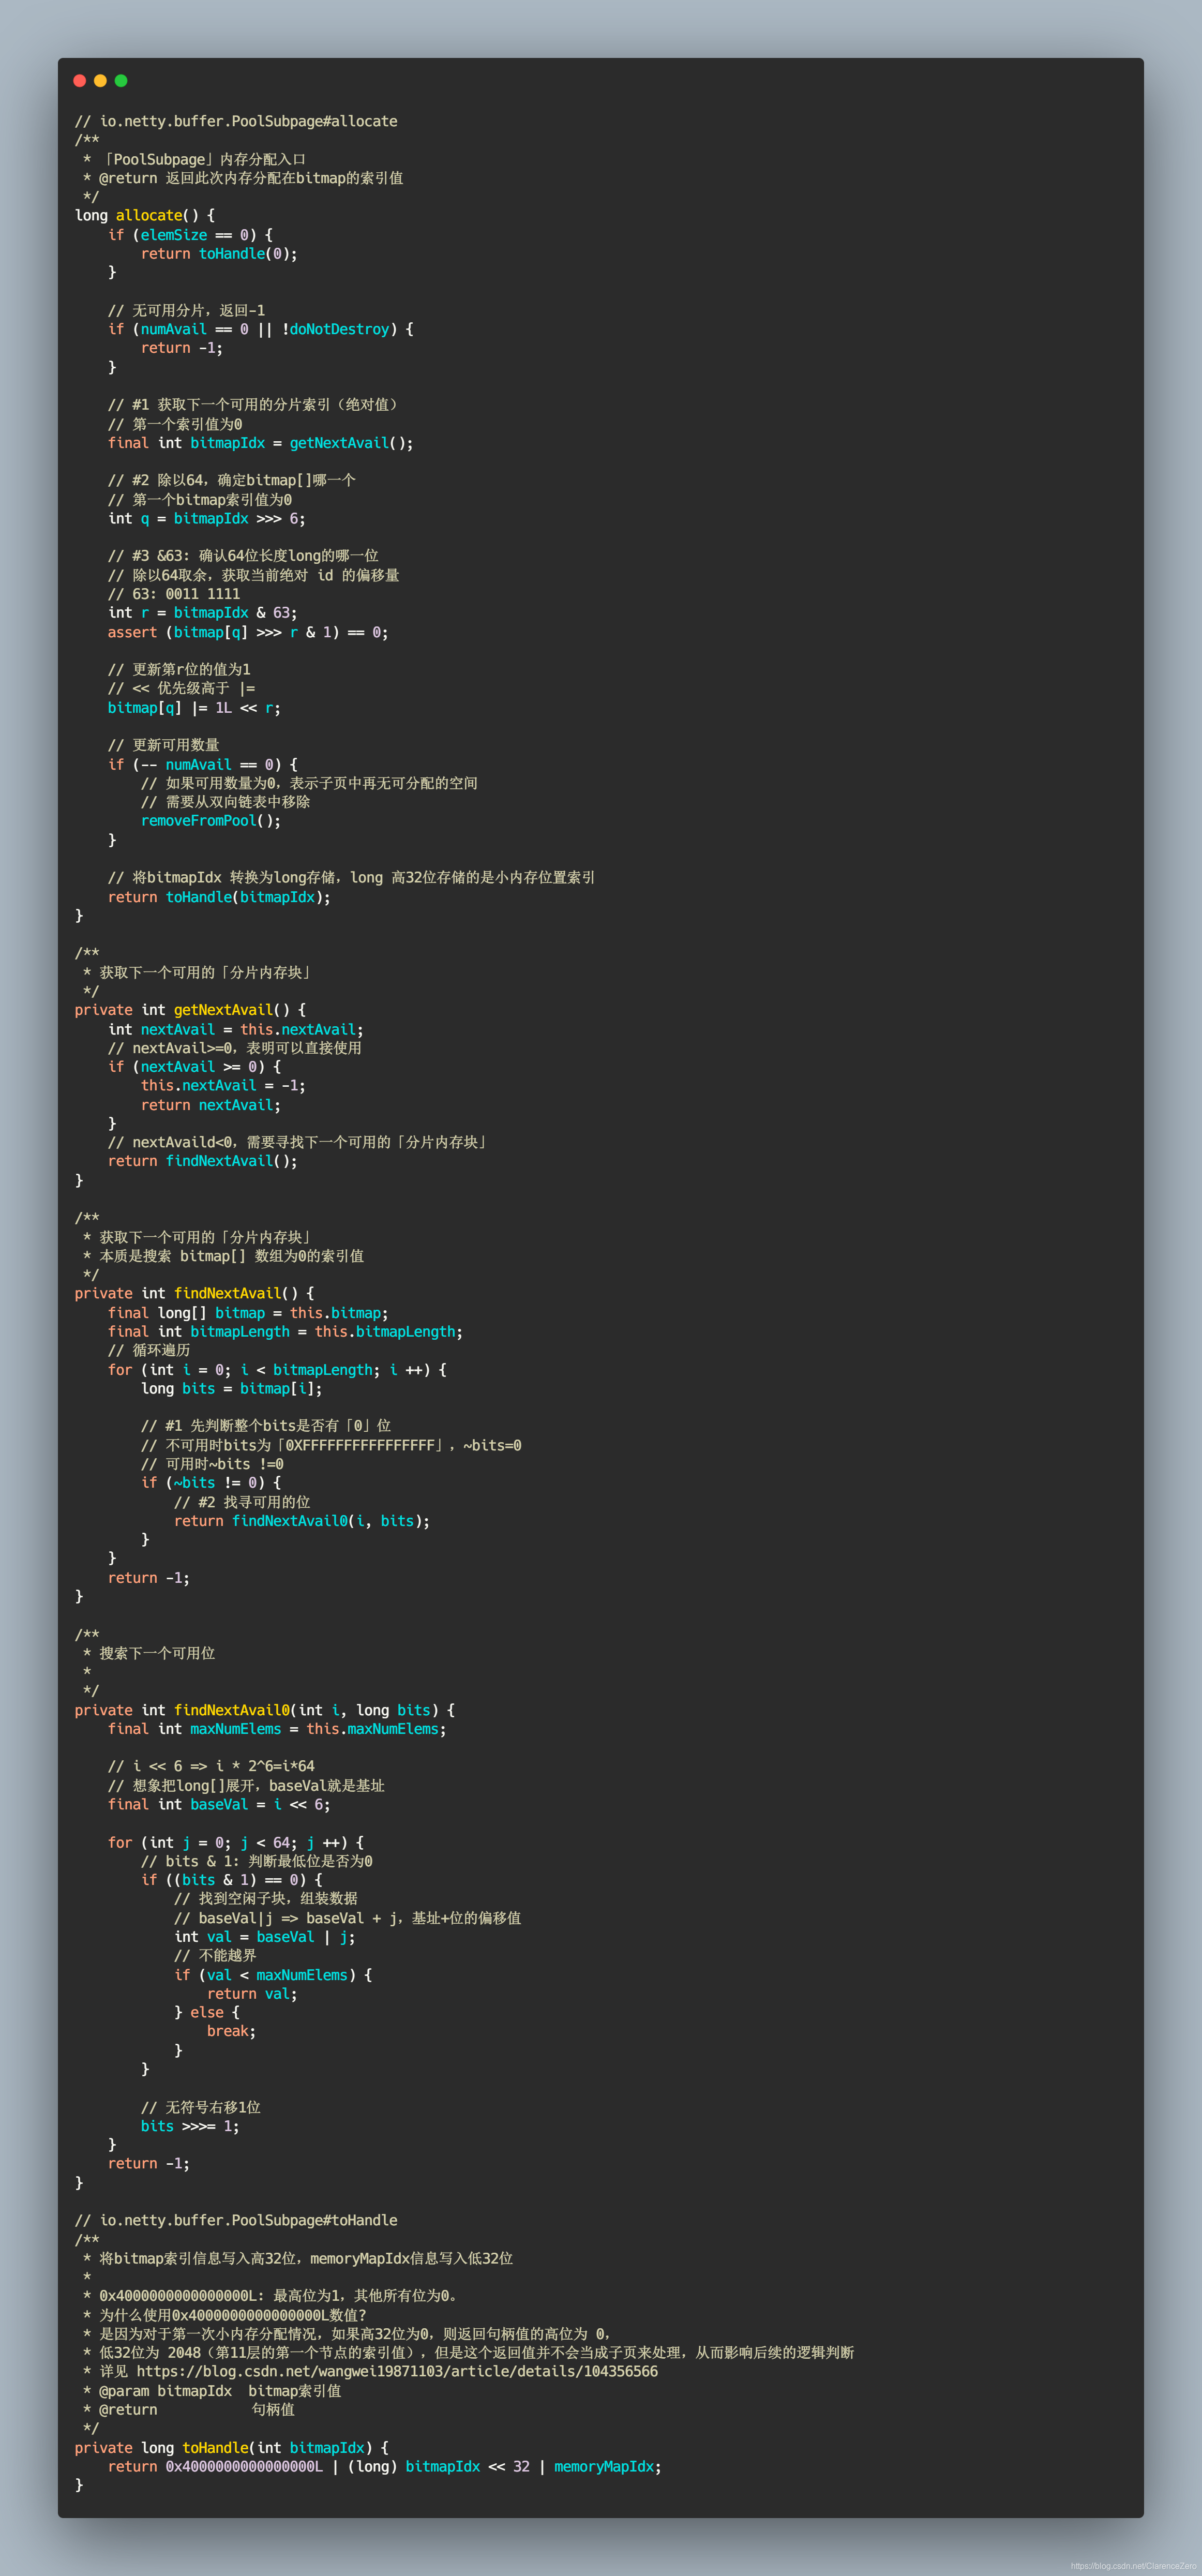 // io.netty.buffer.PoolSubpage#allocate
/**
 * 「PoolSubpage」内存分配入口
 * @return 返回此次内存分配在bitmap的索引值
 */
long allocate() {
    if (elemSize == 0) {
        return toHandle(0);
    }

    // 无可用分片，返回-1
    if (numAvail == 0 || !doNotDestroy) {
        return -1;
    }

    // #1 获取下一个可用的分片索引（绝对值）
    // 第一个索引值为0
    final int bitmapIdx = getNextAvail();

    // #2 除以64，确定bitmap[]哪一个
    // 第一个bitmap索引值为0
    int q = bitmapIdx >>> 6;

    // #3 &63: 确认64位长度long的哪一位
    // 除以64取余，获取当前绝对 id 的偏移量
    // 63: 0011 1111
    int r = bitmapIdx & 63;
    assert (bitmap[q] >>> r & 1) == 0;

    // 更新第r位的值为1
    // << 优先级高于 |=
    bitmap[q] |= 1L << r;

    // 更新可用数量
    if (-- numAvail == 0) {
        // 如果可用数量为0，表示子页中再无可分配的空间
        // 需要从双向链表中移除
        removeFromPool();
    }

    // 将bitmapIdx 转换为long存储，long 高32位存储的是小内存位置索引
    return toHandle(bitmapIdx);
}

/**
 * 获取下一个可用的「分片内存块」
 */
private int getNextAvail() {
    int nextAvail = this.nextAvail;
    // nextAvail>=0，表明可以直接使用
    if (nextAvail >= 0) {
        this.nextAvail = -1;
        return nextAvail;
    }
    // nextAvaild<0，需要寻找下一个可用的「分片内存块」
    return findNextAvail();
}

/**
 * 获取下一个可用的「分片内存块」
 * 本质是搜索 bitmap[] 数组为0的索引值
 */
private int findNextAvail() {
    final long[] bitmap = this.bitmap;
    final int bitmapLength = this.bitmapLength;
    // 循环遍历
    for (int i = 0; i < bitmapLength; i ++) {
        long bits = bitmap[i];

        // #1 先判断整个bits是否有「0」位
        // 不可用时bits为「0XFFFFFFFFFFFFFFFF」，~bits=0
        // 可用时~bits !=0
        if (~bits != 0) {
            // #2 找寻可用的位
            return findNextAvail0(i, bits);
        }
    }
    return -1;
}

/**
 * 搜索下一个可用位
 *
 */
private int findNextAvail0(int i, long bits) {
    final int maxNumElems = this.maxNumElems;

    // i << 6 => i * 2^6=i*64
    // 想象把long[]展开，baseVal就是基址
    final int baseVal = i << 6;

    for (int j = 0; j < 64; j ++) {
        // bits & 1: 判断最低位是否为0
        if ((bits & 1) == 0) {
            // 找到空闲子块，组装数据
            // baseVal|j => baseVal + j，基址+位的偏移值
            int val = baseVal | j;
            // 不能越界
            if (val < maxNumElems) {
                return val;
            } else {
                break;
            }
        }

        // 无符号右移1位
        bits >>>= 1;
    }
    return -1;
}

// io.netty.buffer.PoolSubpage#toHandle
/**
 * 将bitmap索引信息写入高32位，memoryMapIdx信息写入低32位
 *
 * 0x4000000000000000L: 最高位为1，其他所有位为0。
 * 为什么使用0x4000000000000000L数值?
 * 是因为对于第一次小内存分配情况，如果高32位为0，则返回句柄值的高位为 0，
 * 低32位为 2048（第11层的第一个节点的索引值），但是这个返回值并不会当成子页来处理，从而影响后续的逻辑判断
 * 详见 https://blog.csdn.net/wangwei19871103/article/details/104356566
 * @param bitmapIdx  bitmap索引值
 * @return           句柄值
 */
private long toHandle(int bitmapIdx) {
    return 0x4000000000000000L | (long) bitmapIdx << 32 | memoryMapIdx;
}
https://blog.csdn.net/ClarenceZero